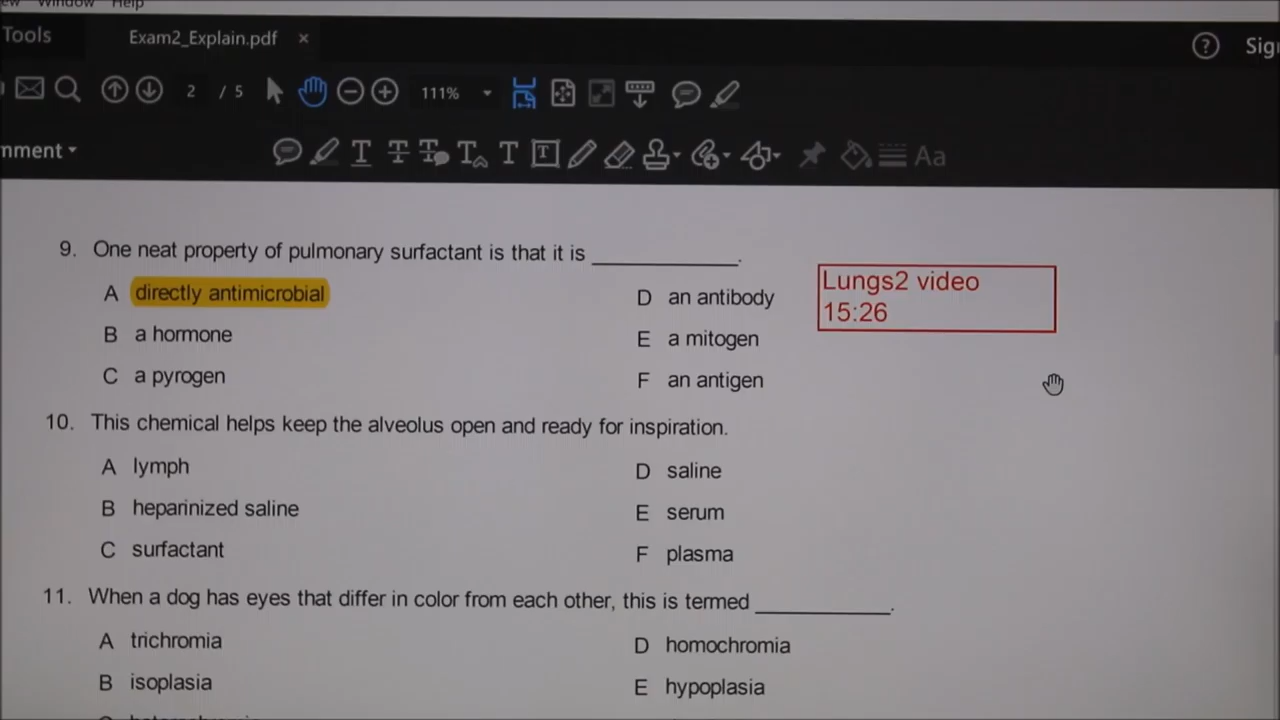 Window Help
Tools
Exam2_Explain.pdf ×
?
2 / 5
111%
Aa
9. One neat property of pulmonary surfactant is that it is ____________.
A directly antimicrobial
B a hormone
C a pyrogen
D an antibody
E a mitogen
F an antigen
Lungs2 video
15:26
10. This chemical helps keep the alveolus open and ready for inspiration.
A lymph
B heparinized saline
C surfactant
D saline
E serum
F plasma
11. When a dog has eyes that differ in color from each other, this is termed ___________.
A trichromia
B isoplasia
D homochromia
E hypoplasia